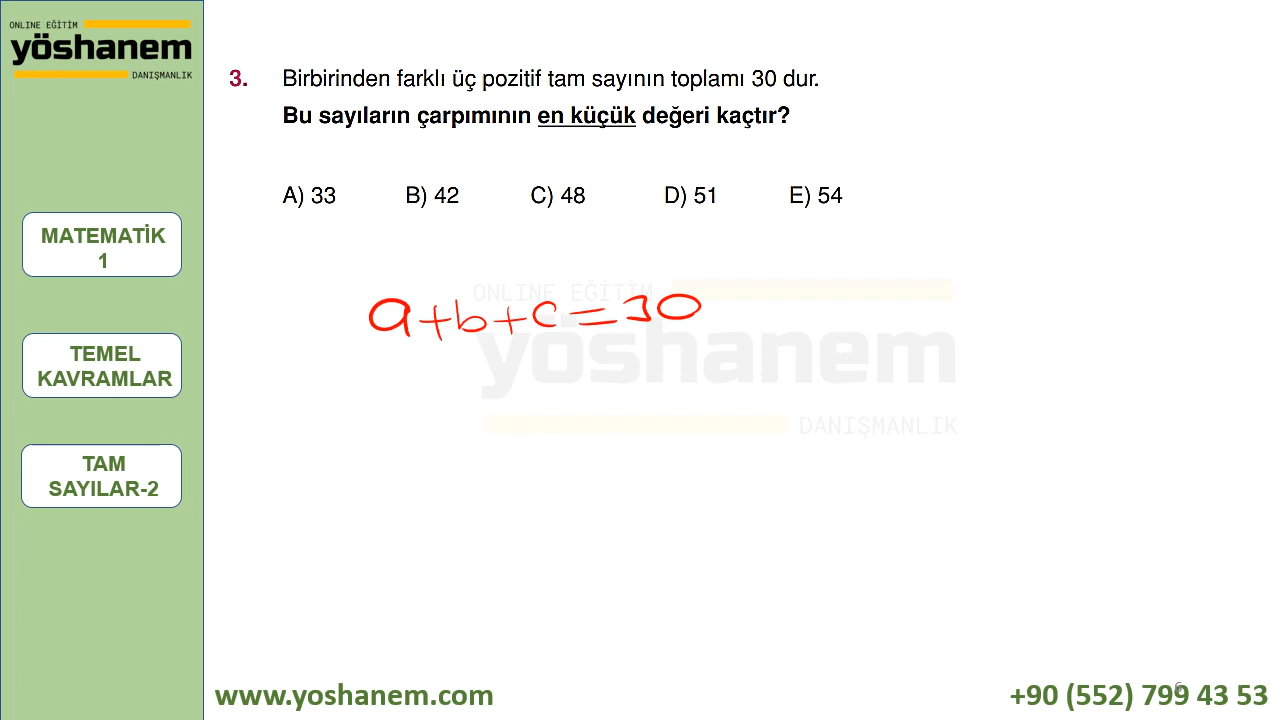 ONLINE EĞİTİM
yöshanem
DANIŞMANLIK
MATEMATİK
1
TEMEL
KAVRAMLAR
TAM
SAYILAR-2
3. Birbirinden farklı üç pozitif tam sayının toplamı 30 dur.
Bu sayıların çarpımının en küçük değeri kaçtır?
A) 33 B) 42 C) 48 D) 51 E) 54
ONLINE EĞİTİM
a+b+c=30
yöshanem
DANIŞMANLIK
www.yoshanem.com
+90 (552) 799 43 53
6